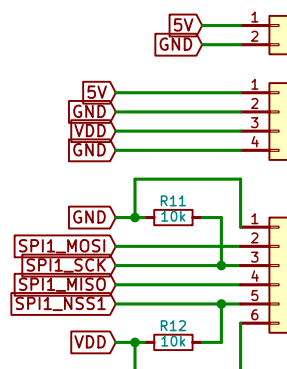 5V 1
GND 2
5V 1
GND 2
VDD 3
GND 4
R11
GND 10k 1
SPI1_MOSI 2
SPI1_SCK 3
SPI1_MISO 4
SPI1_NSS1 5
6
R12
VDD 10k